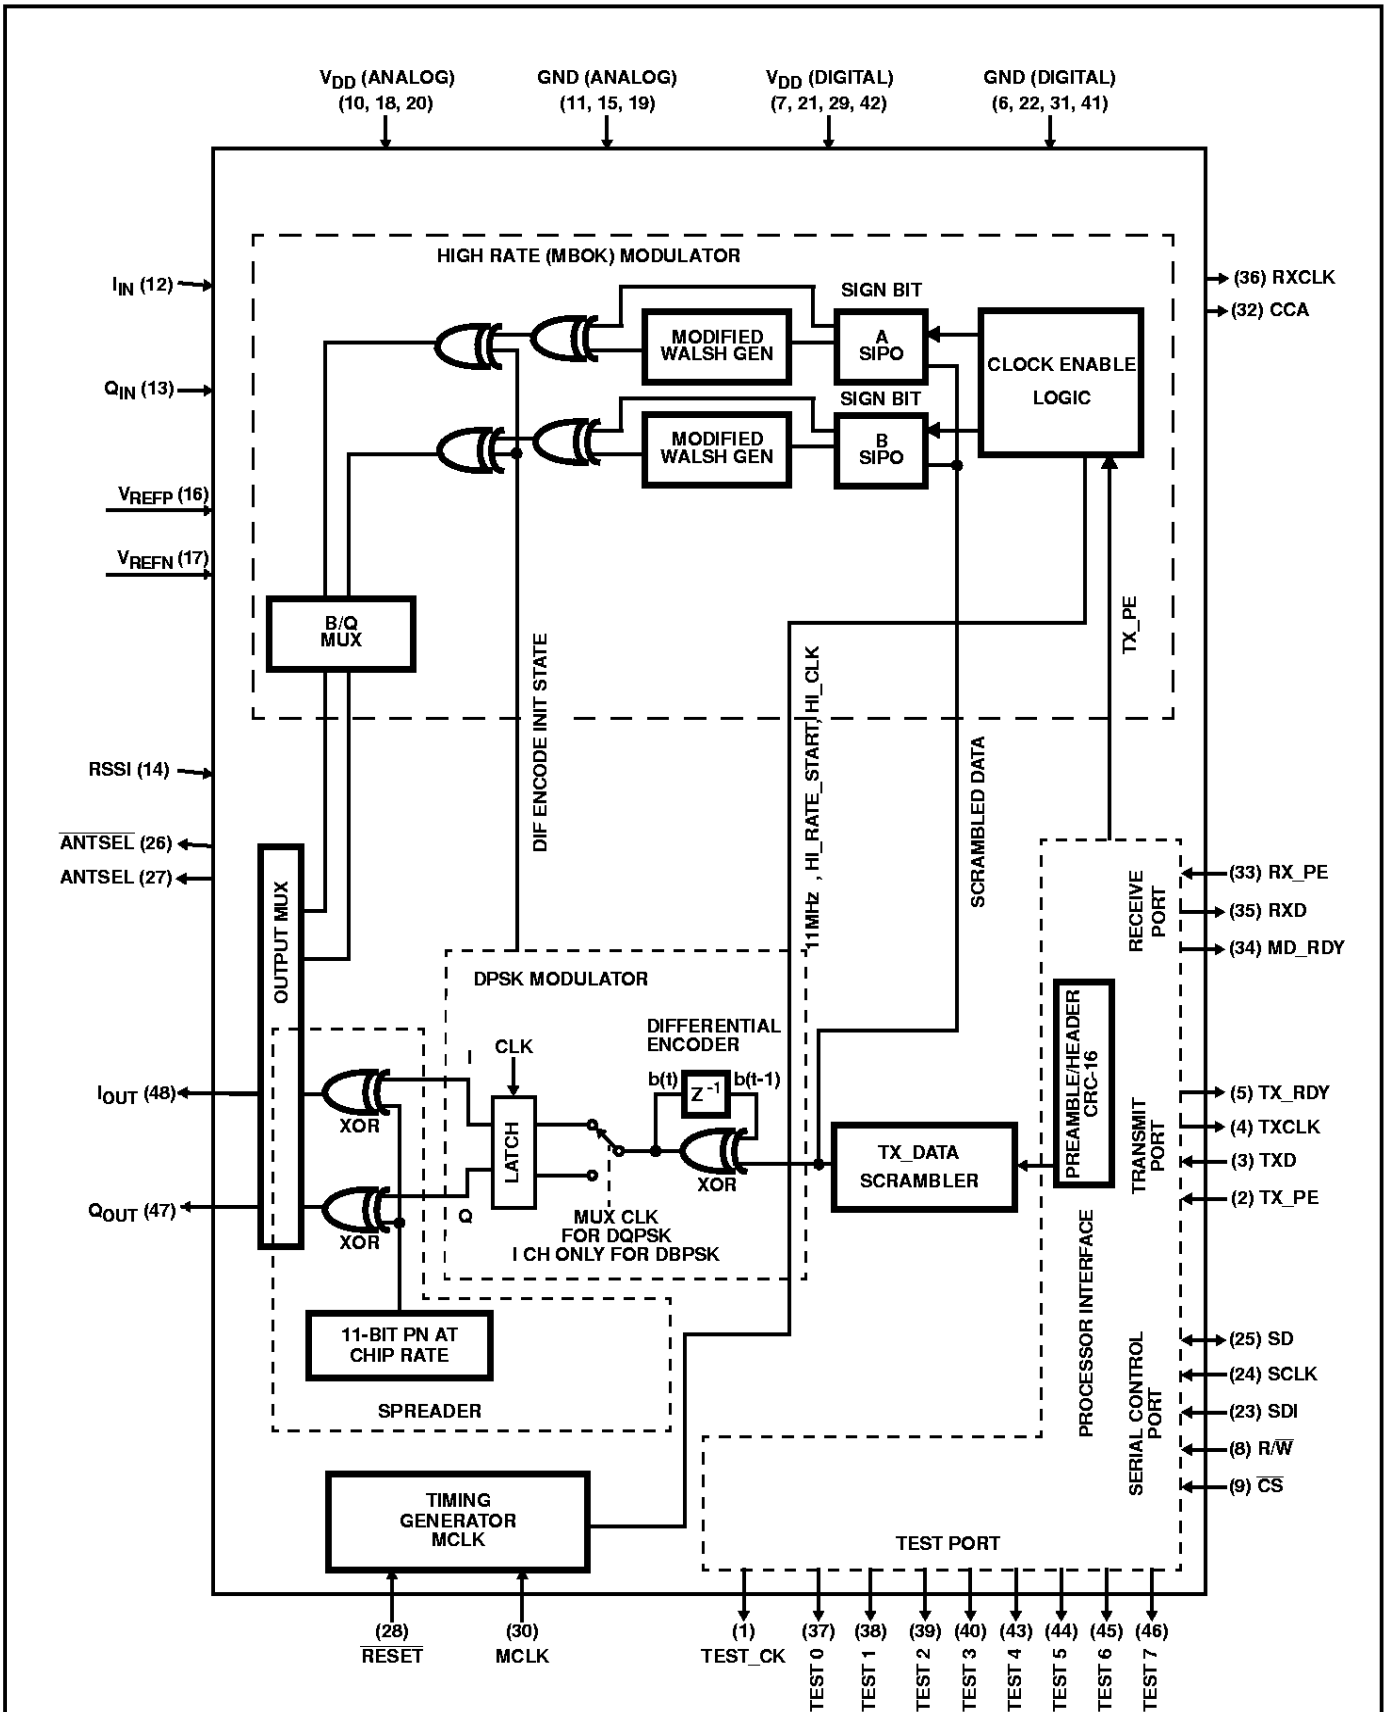 VDD (ANALOG)
(10, 18, 20)
GND (ANALOG)
(11, 15, 19)
VDD (DIGITAL)
(7, 21, 29, 42)
GND (DIGITAL)
(6, 22, 31, 41)
HIGH RATE (MBOK) MODULATOR
IIN (12)
QIN (13)
VREFP (16)
VREFN (17)
RSSI (14)
ANTSEL (26)
ANTSEL (27)
IOUT (48)
QOUT (47)
(36) RXCLK
(32) CCA
SIGN BIT
MODIFIED
WALSH GEN
A
SIPO
CLOCK ENABLE
LOGIC
SIGN BIT
MODIFIED
WALSH GEN
B
SIPO
B/Q
MUX
DIF ENCODE INIT STATE
11MHz , HI_RATE_START, HI_CLK
SCRAMBLED DATA
TX_PE
OUTPUT MUX
DPSK MODULATOR
DIFFERENTIAL
ENCODER
I
CLK
b(t)
Z -1
b(t-1)
LATCH
XOR
XOR
XOR
Q
MUX CLK
FOR DQPSK
I CH ONLY FOR DBPSK
TX_DATA
SCRAMBLER
PREAMBLE/HEADER
CRC-16
RECEIVE
PORT
TRANSMIT
PORT
PROCESSOR INTERFACE
SERIAL CONTROL
PORT
(33) RX_PE
(35) RXD
(34) MD_RDY
(5) TX_RDY
(4) TXCLK
(3) TXD
(2) TX_PE
(25) SD
(24) SCLK
(23) SDI
(8) R/W
(9) CS
11-BIT PN AT
CHIP RATE
SPREADER
TIMING
GENERATOR
MCLK
TEST PORT
(28)
RESET
(30)
MCLK
(1)
TEST_CK
(37)
TEST 0
(38)
TEST 1
(39)
TEST 2
(40)
TEST 3
(43)
TEST 4
(44)
TEST 5
(45)
TEST 6
(46)
TEST 7